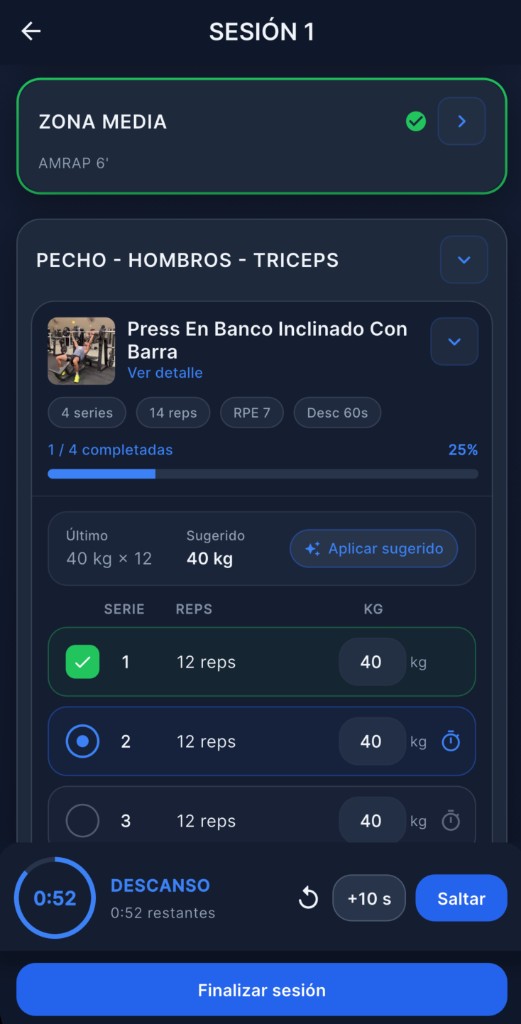 SESIÓN 1
ZONA MEDIA
AMRAP 6'
PECHO - HOMBROS - TRICEPS
Press En Banco Inclinado Con
Barra
Ver detalle
4 series 14 reps RPE 7 Desc 60s
1 / 4 completadas 25%
Último Sugerido
40 kg × 12 40 kg Aplicar sugerido
SERIE REPS KG
1 12 reps 40 kg
2 12 reps 40 kg
3 12 reps 40 kg
0:52 DESCANSO
0:52 restantes
+10 s Saltar
Finalizar sesión